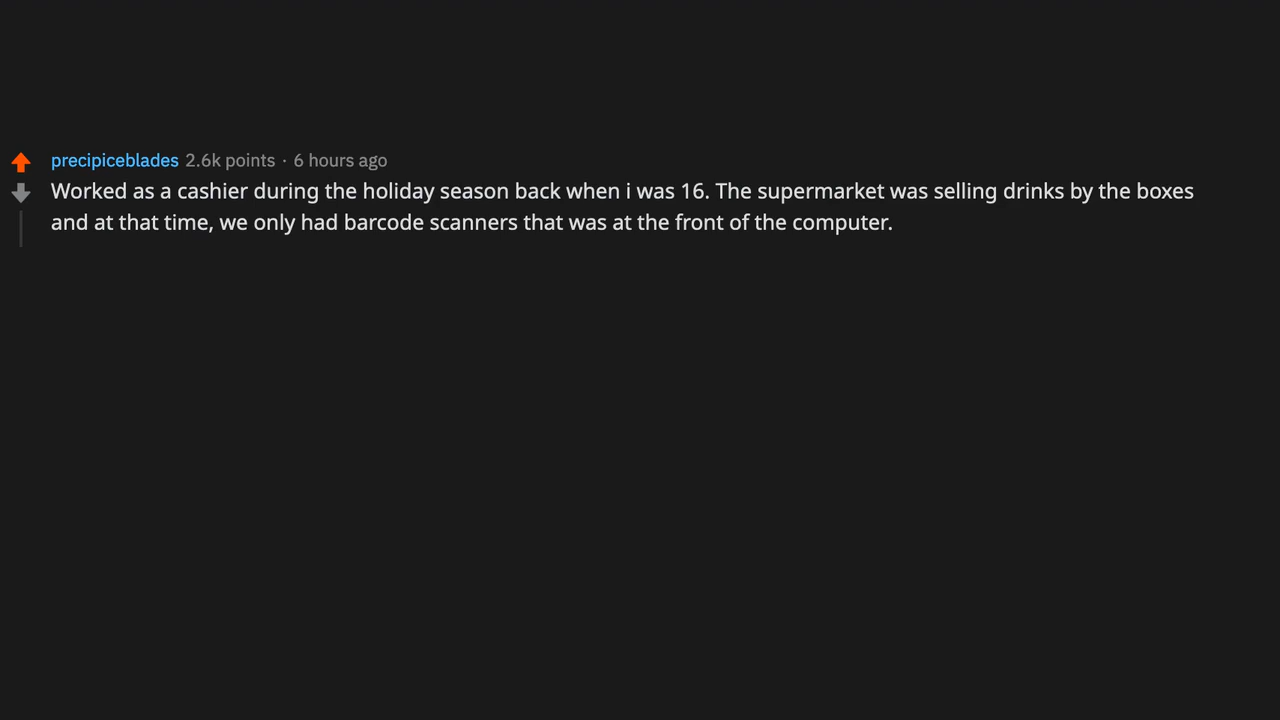 precipiceblades 2.6k points · 6 hours ago
Worked as a cashier during the holiday season back when i was 16. The supermarket was selling drinks by the boxes
and at that time, we only had barcode scanners that was at the front of the computer.